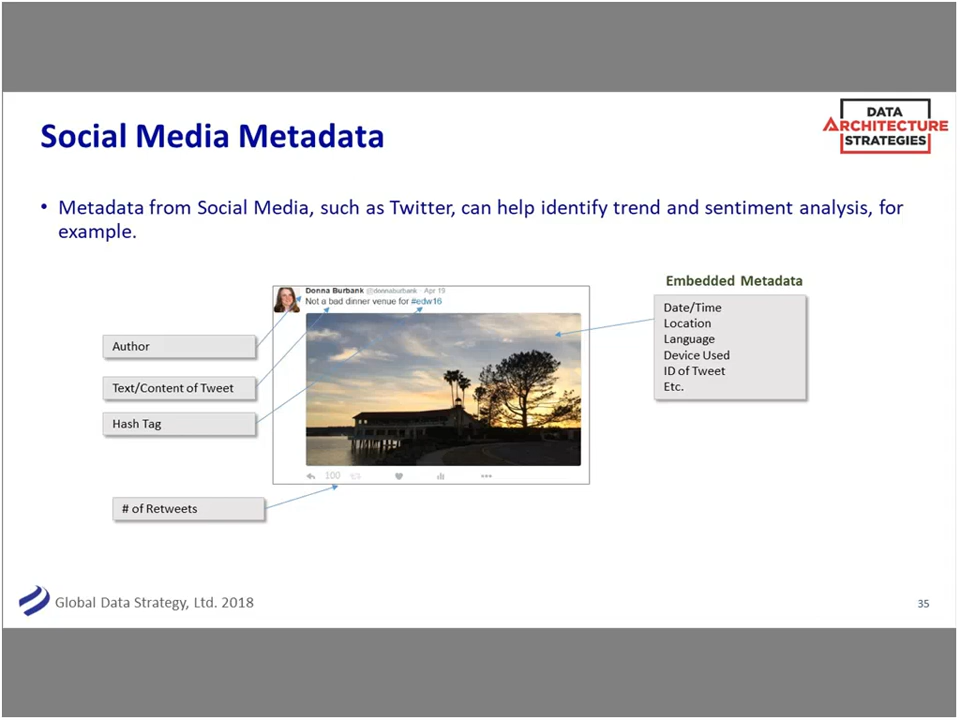 Social Media Metadata
DATA
ARCHITECTURE
STRATEGIES
• Metadata from Social Media, such as Twitter, can help identify trend and sentiment analysis, for
example.
Embedded Metadata
Donna Burbank @donnaburbank · Apr 19
Not a bad dinner venue for #edw16
Date/Time
Location
Language
Device Used
ID of Tweet
Etc.
Author
Text/Content of Tweet
Hash Tag
100
# of Retweets
Global Data Strategy, Ltd. 2018
35